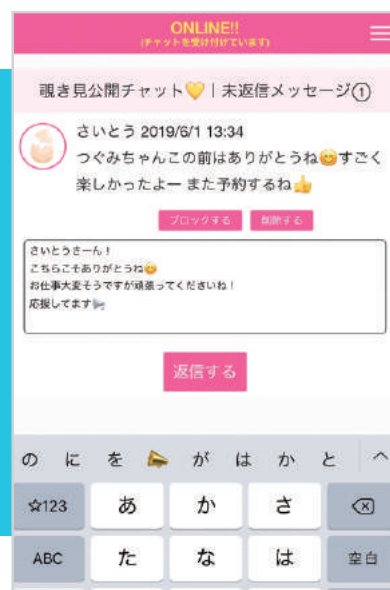 ONLINE!!
(チャットを受け付けています)
覗き見公開チャット💛｜未返信メッセージ①
さいとう 2019/6/1 13:34
つぐみちゃんこの前はありがとうね😊すごく
楽しかったよー また予約するね👍
ブロックする 削除する
さいとうさーん！
こちらこそありがとうね😊
お仕事大変そうですが頑張ってくださいね！
応援してます📣
返信する
の に を 📣 が は か と
☆123 あ か さ
ABC た な は 空白